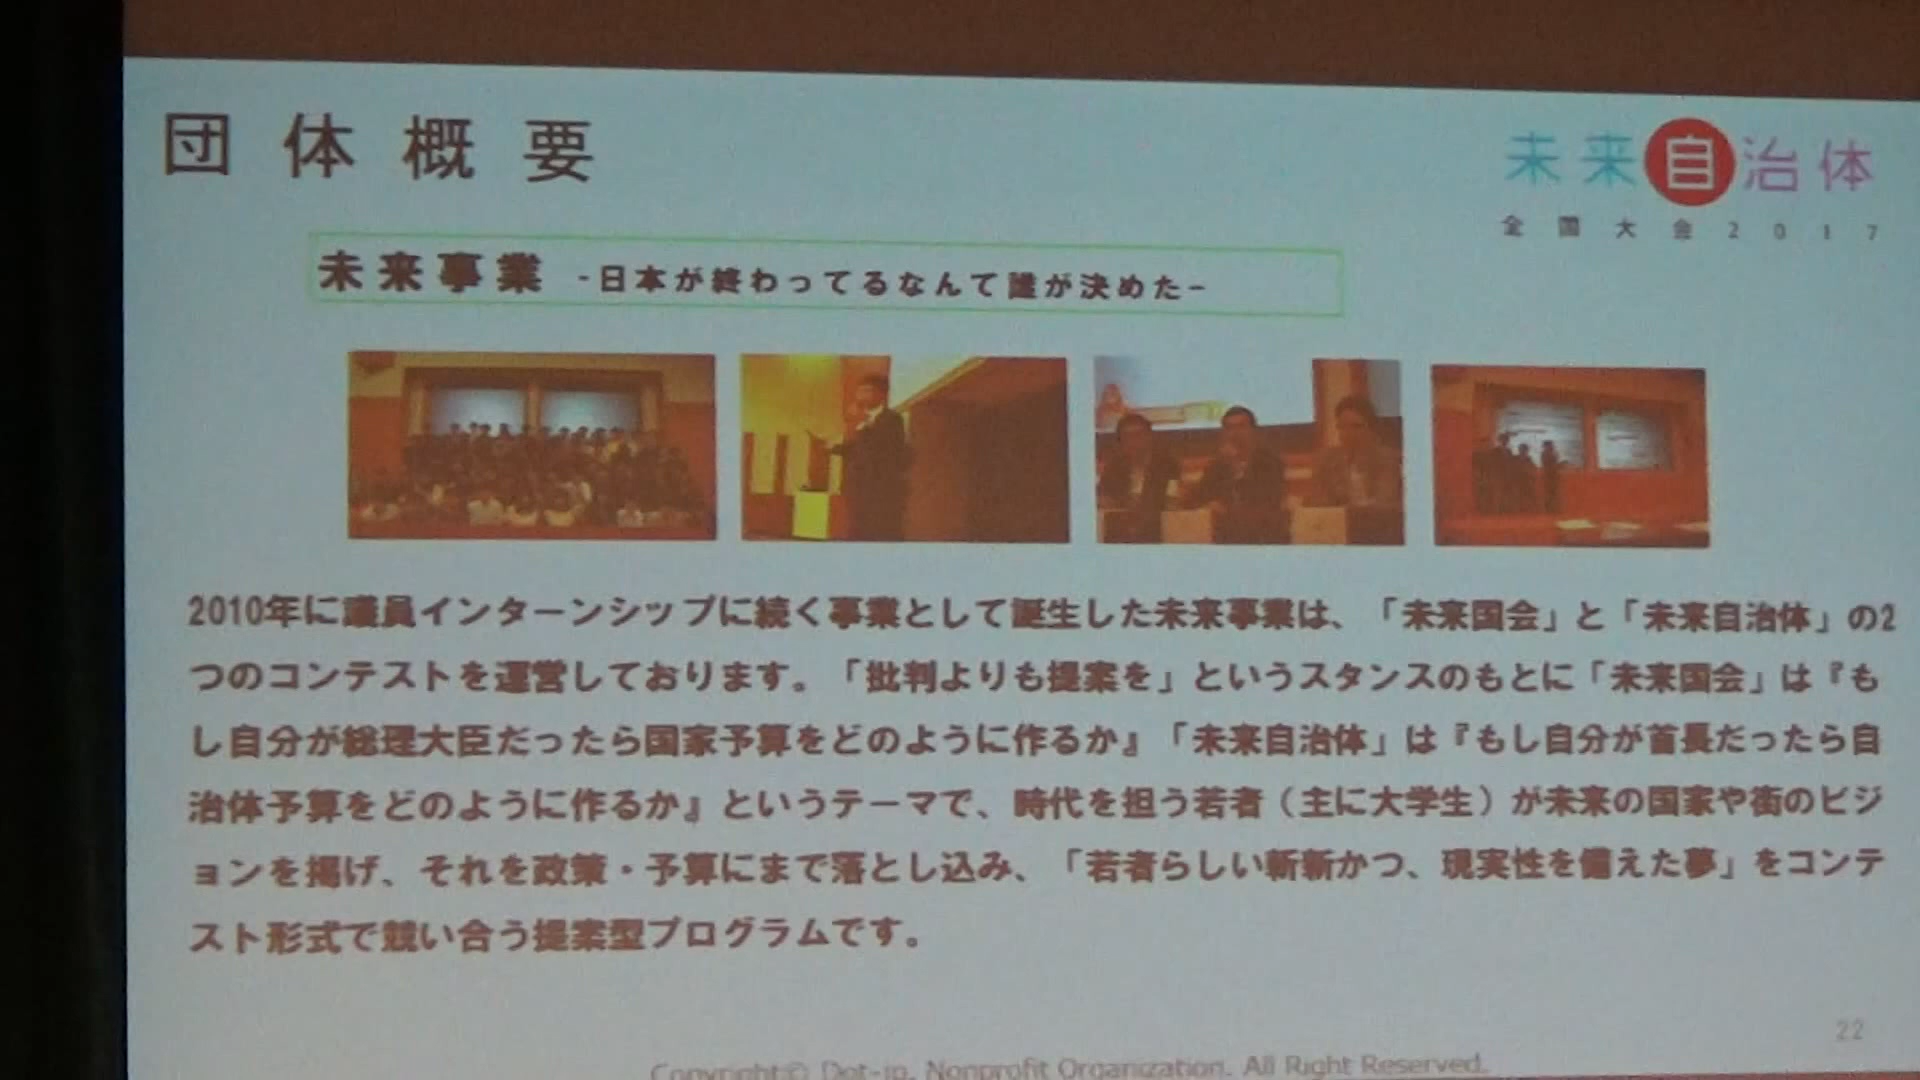 団体概要
未来自治体
全国大会2017
未来事業 -日本が終わってるなんて誰が決めた-
2010年に議員インターンシップに続く事業として誕生した未来事業は、「未来国会」と「未来自治体」の2
つのコンテストを運営しております。「批判よりも提案を」というスタンスのもとに「未来国会」は『も
し自分が総理大臣だったら国家予算をどのように作るか』「未来自治体」は『もし自分が首長だったら自
治体予算をどのように作るか』というテーマで、時代を担う若者（主に大学生）が未来の国家や街のビジ
ョンを掲げ、それを政策・予算にまで落とし込み、「若者らしい斬新かつ、現実性を備えた夢」をコンテ
スト形式で競い合う提案型プログラムです。
22
Copyright© Dot-jp, Nonprofit Organization. All Right Reserved.